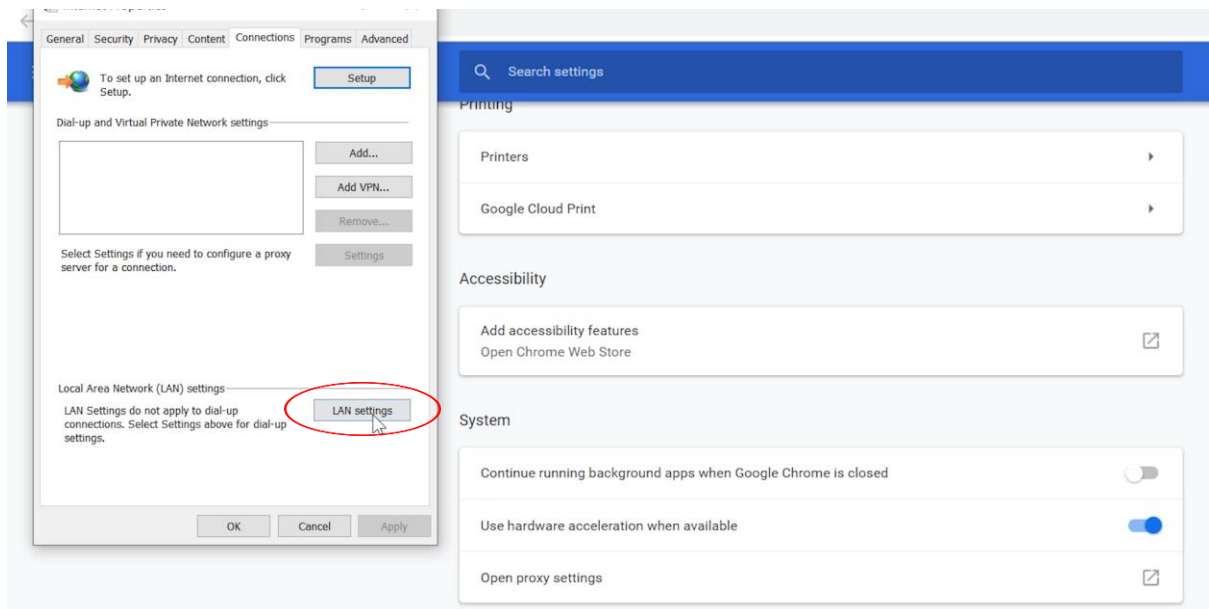 General Security Privacy Content Connections Programs Advanced
To set up an Internet connection, click
Setup.
Setup
Dial-up and Virtual Private Network settings
Add...
Add VPN...
Remove...
Select Settings if you need to configure a proxy
server for a connection.
Settings
Local Area Network (LAN) settings
LAN Settings do not apply to dial-up
connections. Select Settings above for dial-up
settings.
LAN settings
OK Cancel Apply
Search settings
Printing
Printers
Google Cloud Print
Accessibility
Add accessibility features
Open Chrome Web Store
System
Continue running background apps when Google Chrome is closed
Use hardware acceleration when available
Open proxy settings